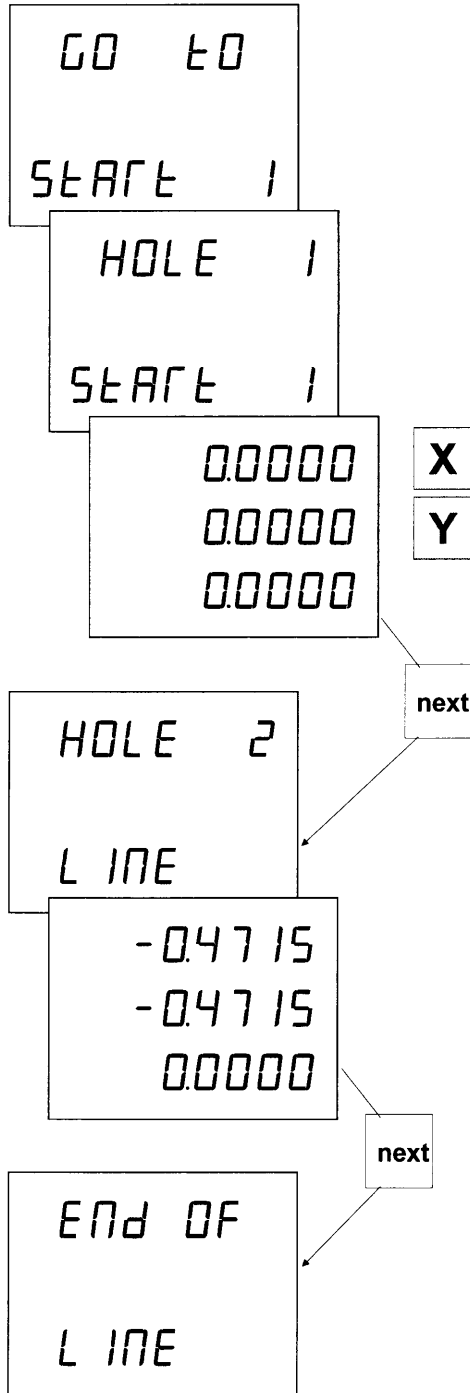 GO tO
StArt 1
HOLE 1
StArt 1
0.0000
X
0.0000
Y
0.0000
next
HOLE 2
LINE
-0.4715
-0.4715
0.0000
next
ENd OF
LINE